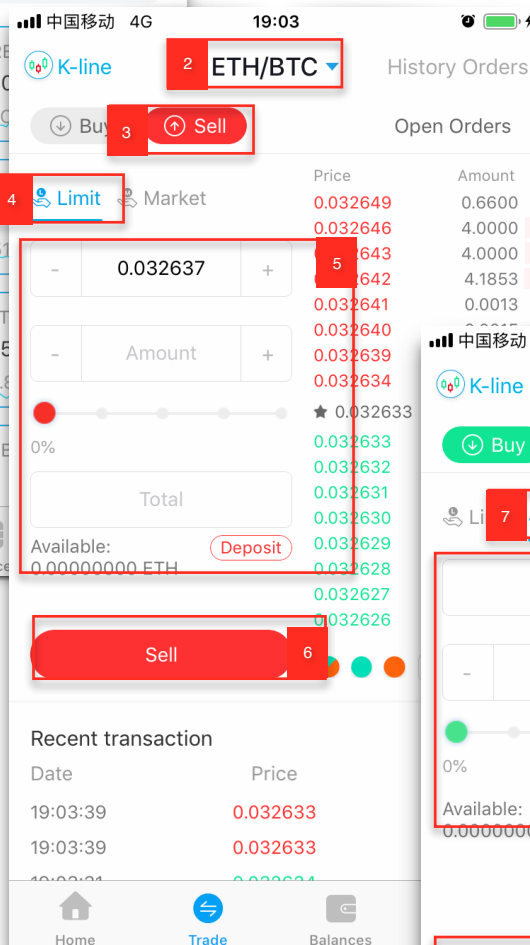 中国移动 4G 19:03
K-line
2
ETH/BTC
History Orders
Buy
3
Sell
Open Orders
4
Limit
Market
Price Amount
0.032649 0.6600
0.032646 4.0000
643 4.0000
642 4.1853
0.032641 0.0013
0.032640
0.032639
0.032634
0.032633
0.032633
0.032632
0.032631
0.032630
0.032629
0.032628
0.032627
0.032626
- 0.032637 +
5
- Amount +
0%
Total
Available:
Deposit
0.00000000 ETH
Sell
6
Recent transaction
Date Price
19:03:39 0.032633
19:03:39 0.032633
Home
Trade
Balances
中国移动
K-line
Buy
Li
7
-
0%
Available: